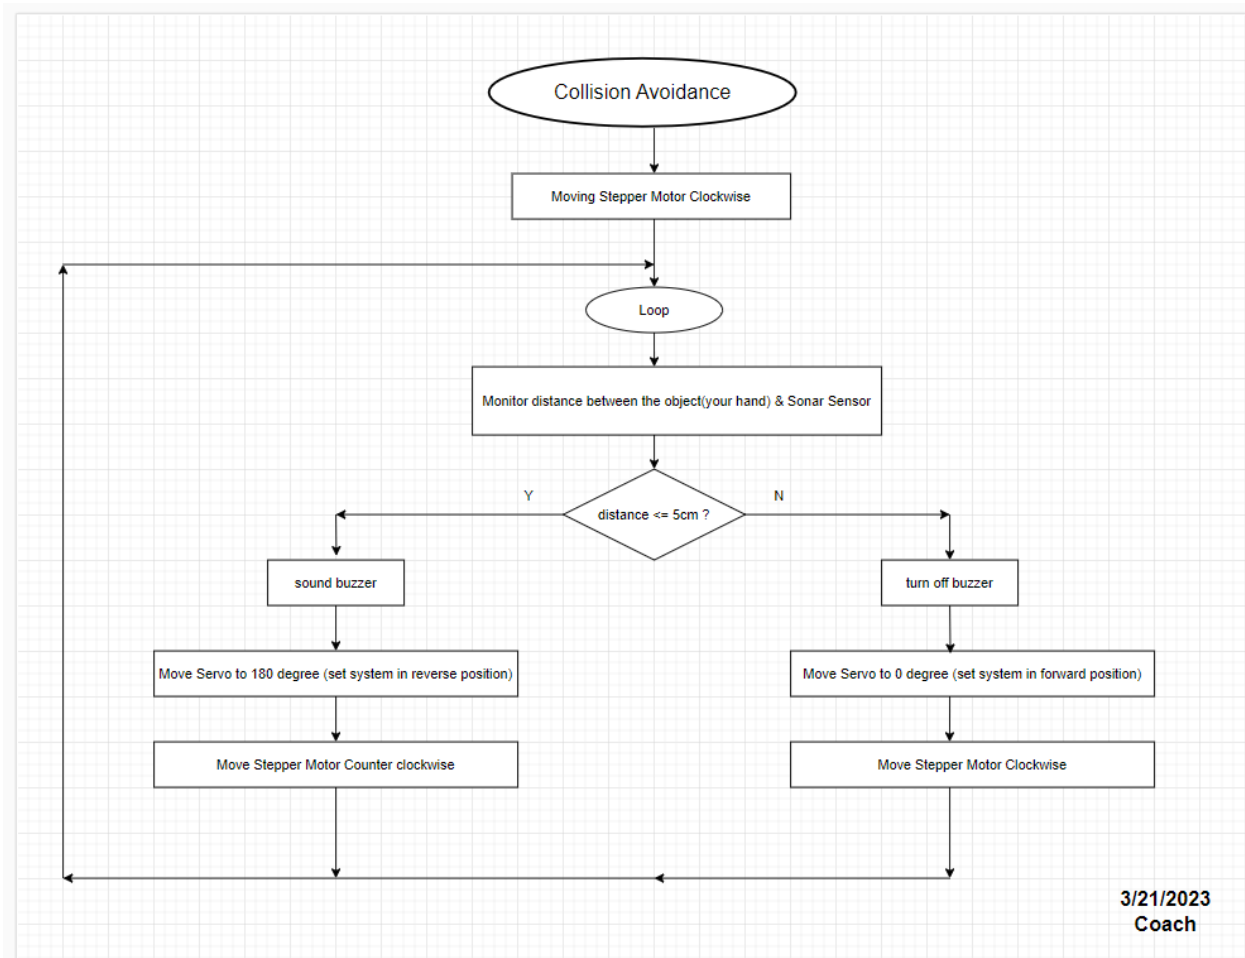 Collision Avoidance
Moving Stepper Motor Clockwise
Loop
Monitor distance between the object(your hand) & Sonar Sensor
Y
N
distance <= 5cm ?
sound buzzer
turn off buzzer
Move Servo to 180 degree (set system in reverse position)
Move Servo to 0 degree (set system in forward position)
Move Stepper Motor Counter clockwise
Move Stepper Motor Clockwise
3/21/2023
Coach